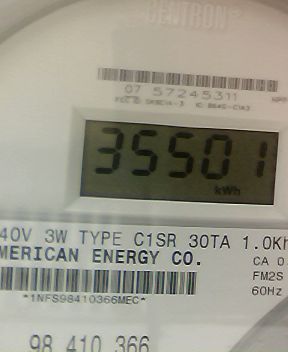 CENTRON
07 57245311
35501
kWh
40V 3W TYPE C1SR 30TA 1.0Kh
MERICAN ENERGY CO.
CA 0.
FM2S
60Hz
*1NFS98410366MEC*
98 410 366